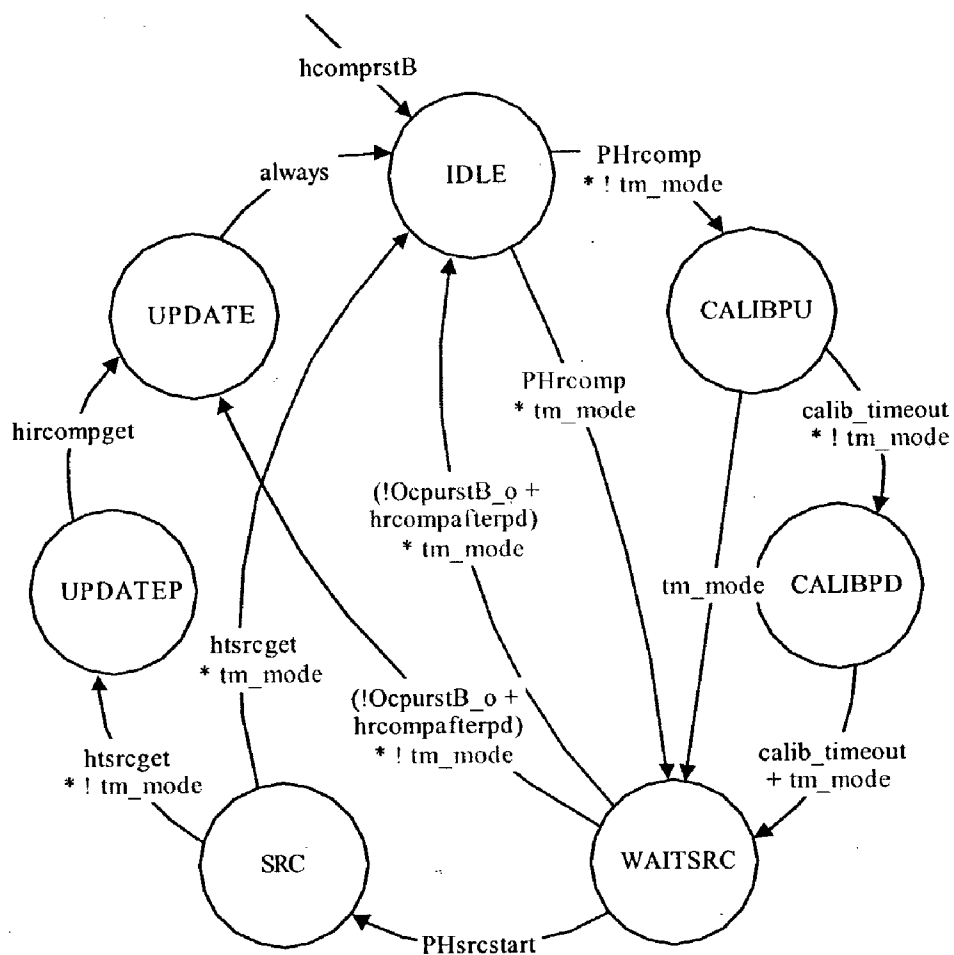 hcomprstB
IDLE
PHrcomp
* ! tm_mode
always
UPDATE
CALIBPU
PHrcomp
* tm_mode
calib_timeout
* ! tm_mode
hircompget
(!OcpurstB_o +
hrcompafterpd)
* tm_mode
UPDATEP
tm_mode
CALIBPD
htsrcget
* tm_mode
(!OcpurstB_o +
hrcompafterpd)
* ! tm_mode
htsrcget
* ! tm_mode
calib_timeout
+ tm_mode
SRC
WAITSRC
PHsrcstart